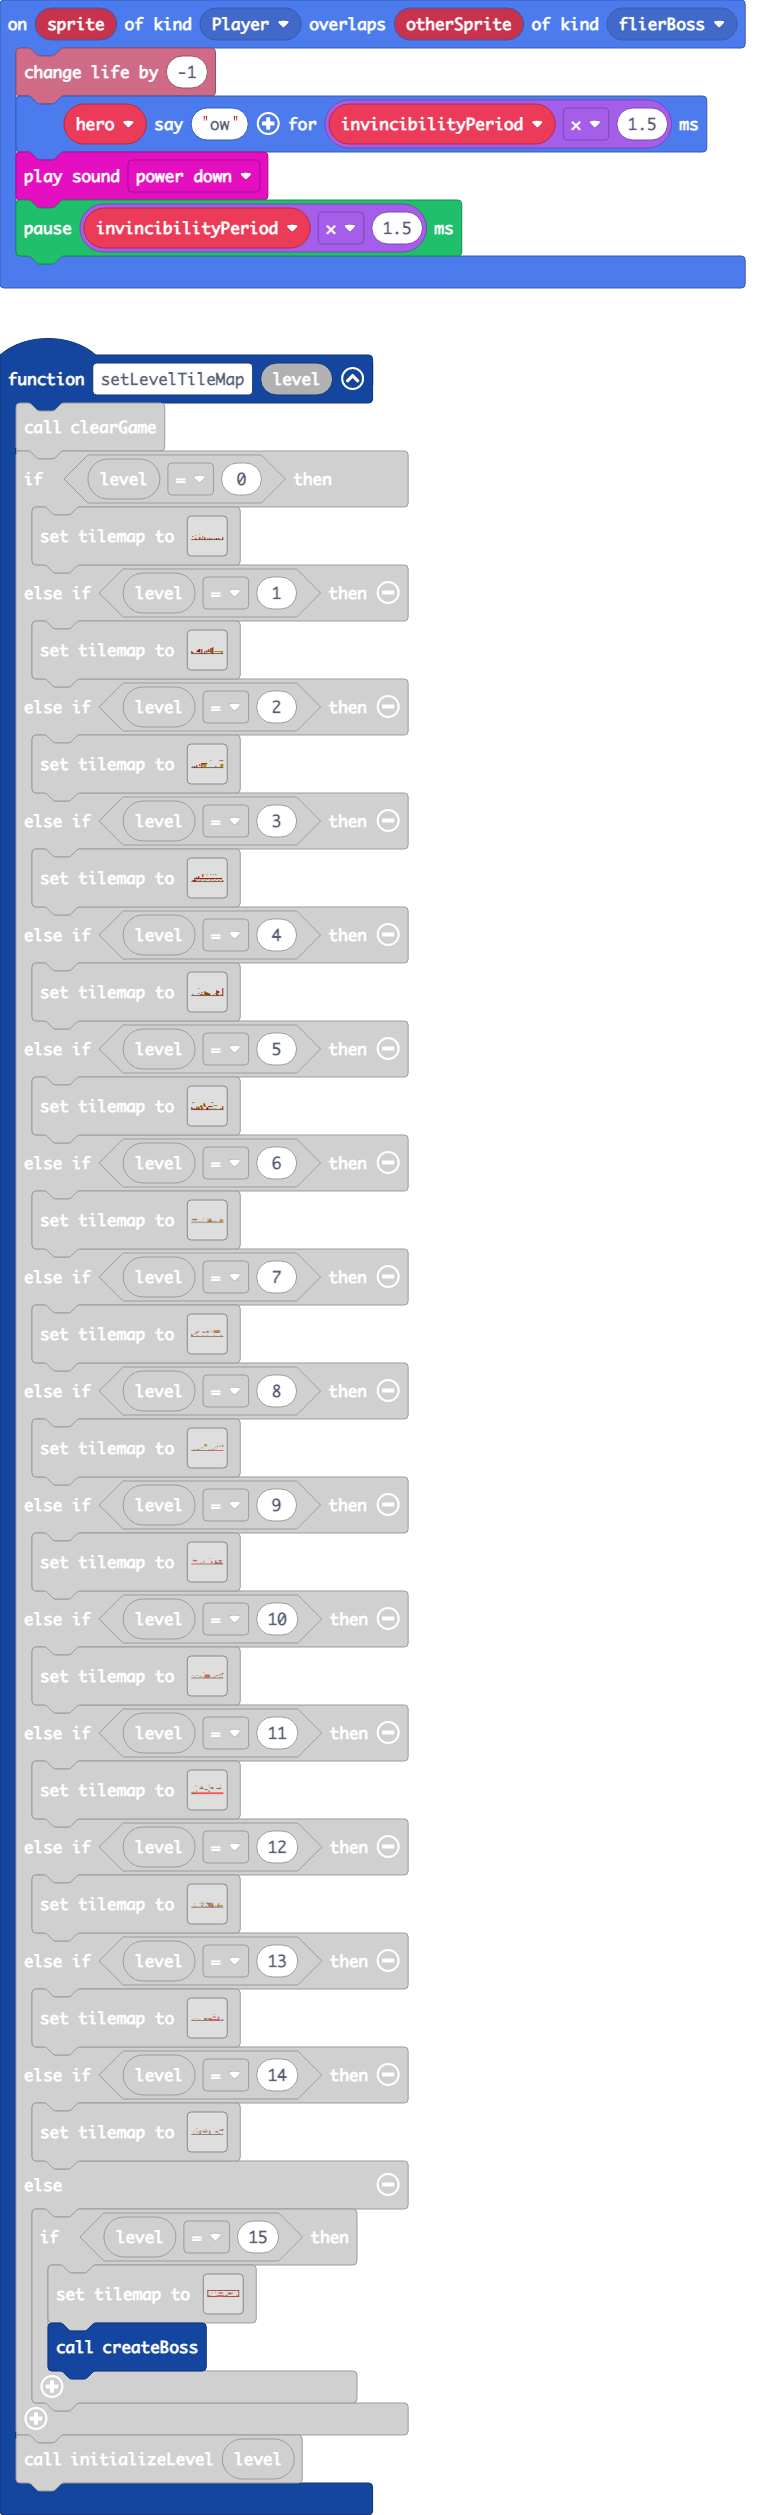 on sprite of kind Player overlaps otherSprite of kind flierBoss
change life by -1
hero say "ow" for invincibilityPeriod × 1.5 ms
play sound power down
pause invincibilityPeriod × 1.5 ms
function setLevelTileMap level
call clearGame
if level = 0 then
set tilemap to
else if level = 1 then
set tilemap to
else if level = 2 then
set tilemap to
else if level = 3 then
set tilemap to
else if level = 4 then
set tilemap to
else if level = 5 then
set tilemap to
else if level = 6 then
set tilemap to
else if level = 7 then
set tilemap to
else if level = 8 then
set tilemap to
else if level = 9 then
set tilemap to
else if level = 10 then
set tilemap to
else if level = 11 then
set tilemap to
else if level = 12 then
set tilemap to
else if level = 13 then
set tilemap to
else if level = 14 then
set tilemap to
else
if level = 15 then
set tilemap to
call createBoss
call initializeLevel level